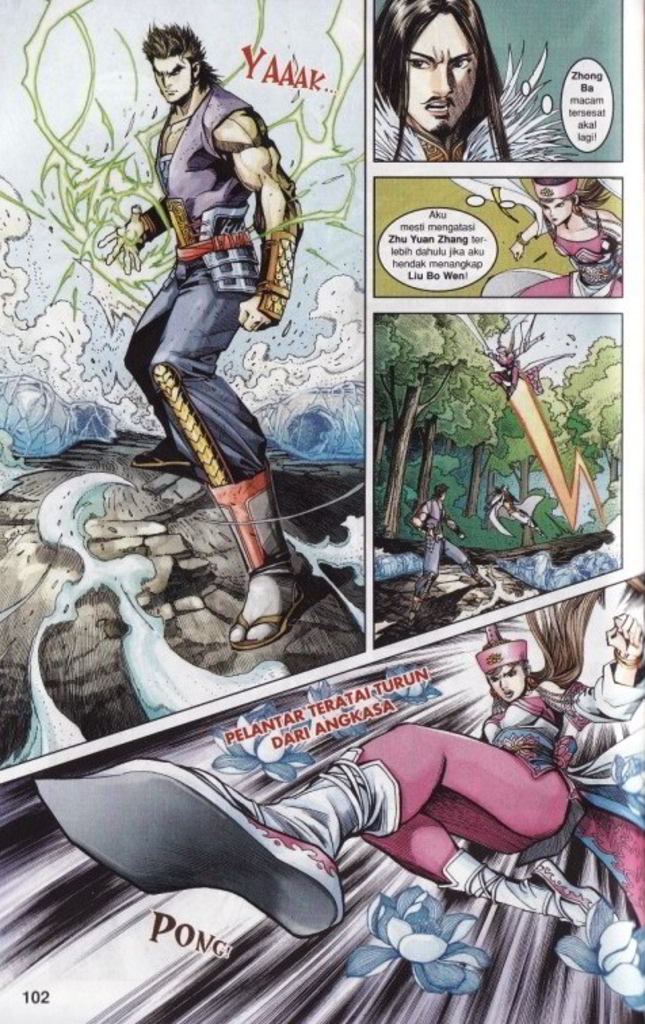 YAAAK...
Zhong
Ba
macam
tersesat
akal
lagi!
Aku
mesti mengatasi
Zhu Yuan Zhang ter-
lebih dahulu jika aku
hendak menangkan
Liu Bo Wen!
PELANTAR TERATAI TURUN
DARI ANGKASA
PONG!
102